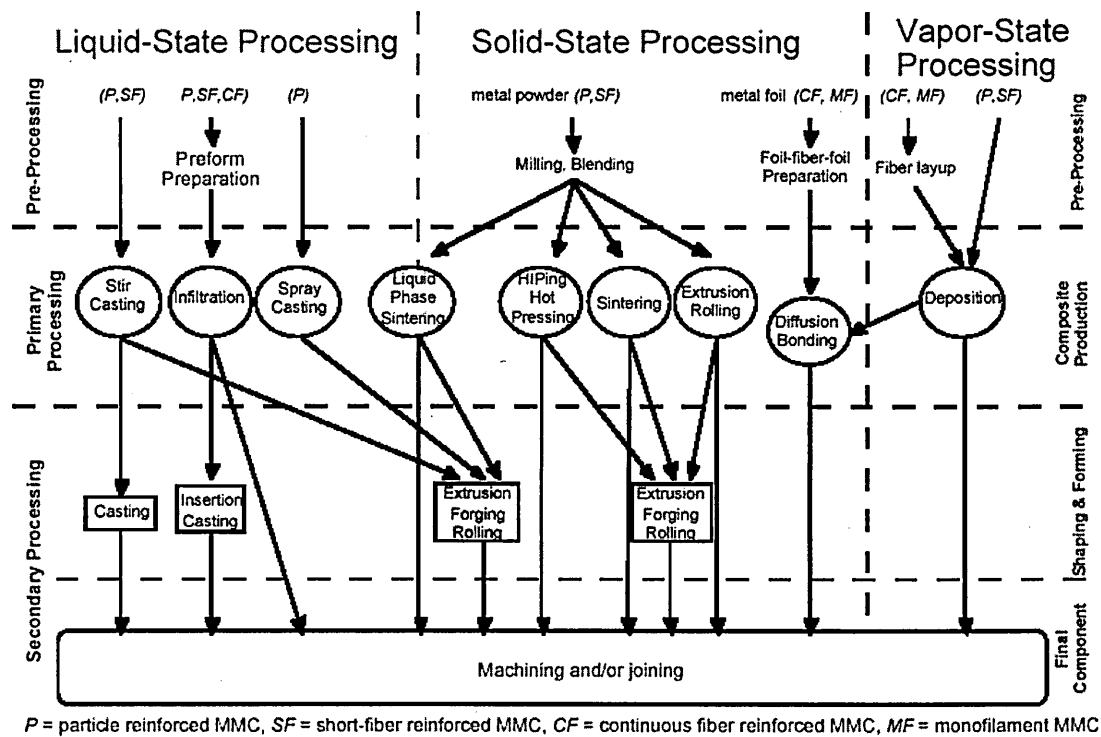 Liquid-State Processing
Solid-State Processing
Vapor-State
Processing
Pre-Processing
(P,SF)
P,SF,CF)
(P)
metal powder (P,SF)
metal foil (CF, MF)
(CF, MF)
(P,SF)
Pre-Processing
Preform
Preparation
Milling, Blending
Foil-fiber-foil
Preparation
Fiber layup
Primary
Processing
Stir
Casting
Infiltration
Spray
Casting
Liquid
Phase
Sintering
HIPing
Hot
Pressing
Sintering
Extrusion
Rolling
Diffusion
Bonding
Deposition
Composite
Production
Secondary Processing
Casting
Insertion
Casting
Extrusion
Forging
Rolling
Extrusion
Forging
Rolling
Shaping & Forming
Machining and/or joining
Final
Component
P = particle reinforced MMC, SF = short-fiber reinforced MMC, CF = continuous fiber reinforced MMC, MF = monofilament MMC